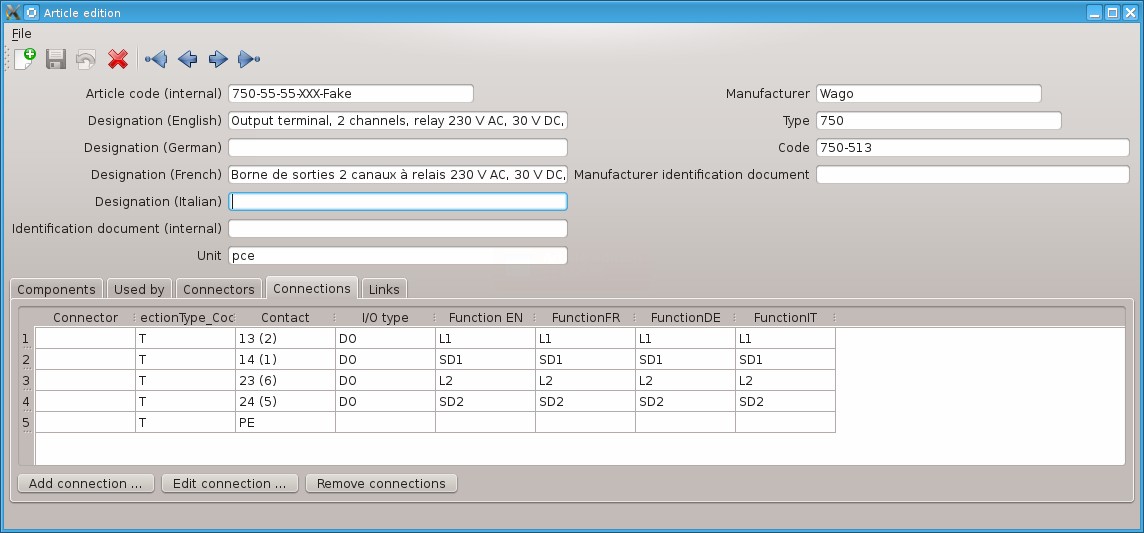 Article edition
File
Article code (internal) 750-55-55-XXX-Fake Manufacturer Wago
Designation (English) Output terminal, 2 channels, relay 230 V AC, 30 V DC, Type 750
Designation (German) Code 750-513
Designation (French) Borne de sorties 2 canaux à relais 230 V AC, 30 V DC, Manufacturer identification document
Designation (Italian)
Identification document (internal)
Unit pce
Components Used by Connectors Connections Links
Connector ectionType_Coc Contact I/O type Function EN FunctionFR FunctionDE FunctionIT
1 T 13 (2) DO L1 L1 L1 L1
2 T 14 (1) DO SD1 SD1 SD1 SD1
3 T 23 (6) DO L2 L2 L2 L2
4 T 24 (5) DO SD2 SD2 SD2 SD2
5 T PE
Add connection ... Edit connection ... Remove connections